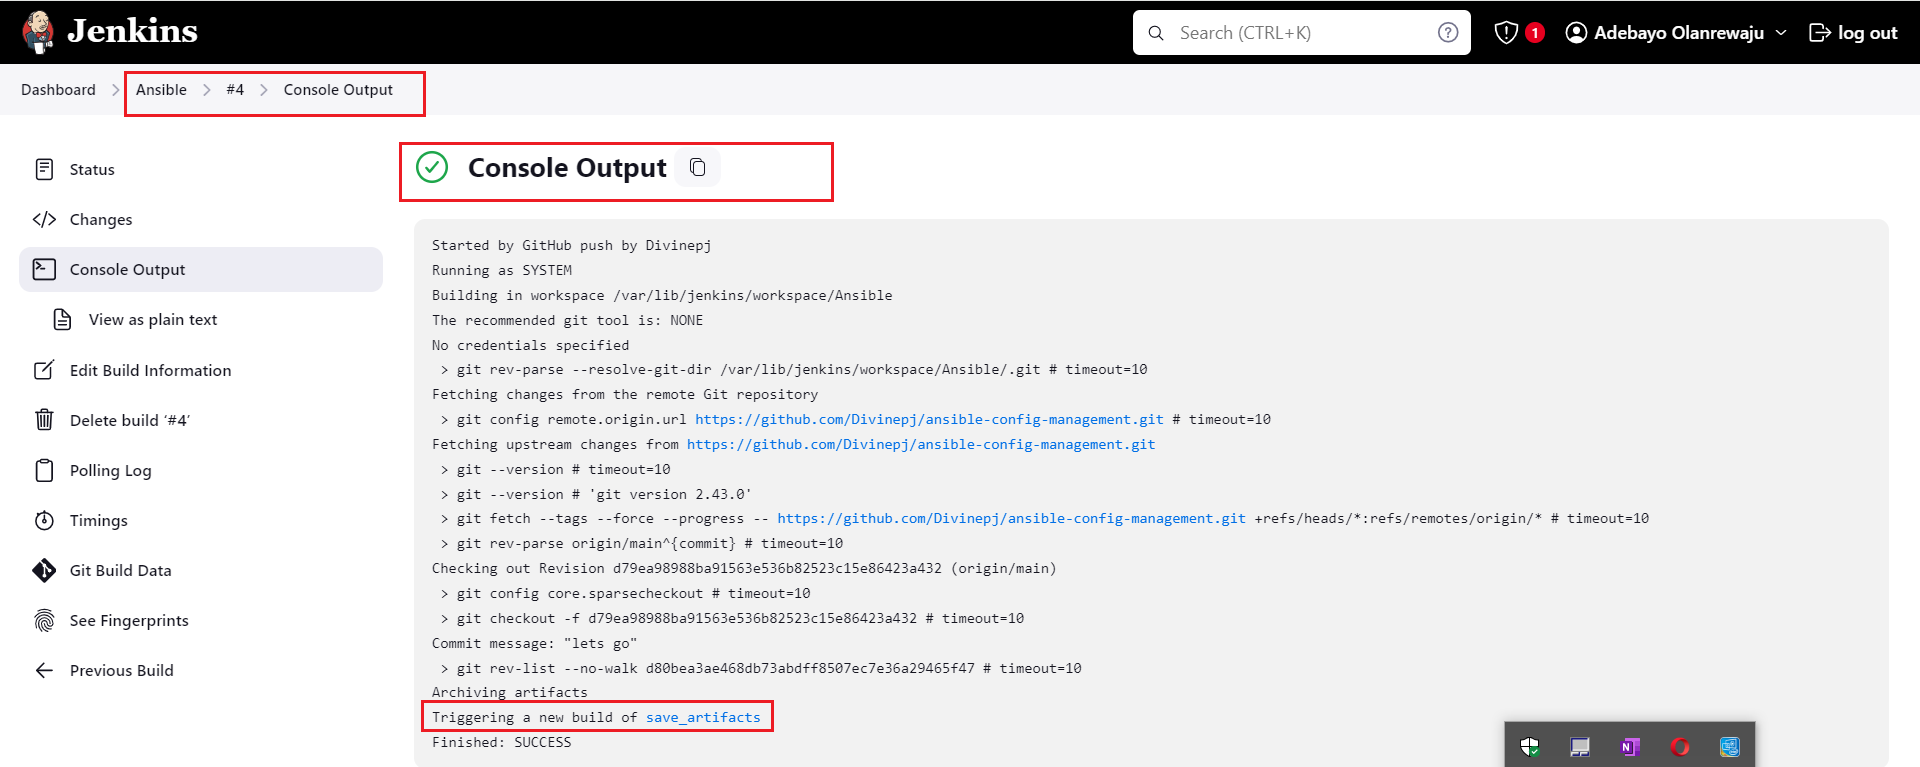 Jenkins
Search (CTRL+K)
1
Adebayo Olanrewaju
log out
Dashboard
Ansible
#4
Console Output
Status
Changes
Console Output
View as plain text
Edit Build Information
Delete build ‘#4’
Polling Log
Timings
Git Build Data
See Fingerprints
Previous Build
Console Output
Started by GitHub push by Divinepj
Running as SYSTEM
Building in workspace /var/lib/jenkins/workspace/Ansible
The recommended git tool is: NONE
No credentials specified
> git rev-parse --resolve-git-dir /var/lib/jenkins/workspace/Ansible/.git # timeout=10
Fetching changes from the remote Git repository
> git config remote.origin.url https://github.com/Divinepj/ansible-config-management.git # timeout=10
Fetching upstream changes from https://github.com/Divinepj/ansible-config-management.git
> git --version # timeout=10
> git --version # 'git version 2.43.0'
> git fetch --tags --force --progress -- https://github.com/Divinepj/ansible-config-management.git +refs/heads/*:refs/remotes/origin/* # timeout=10
> git rev-parse origin/main^{commit} # timeout=10
Checking out Revision d79ea98988ba91563e536b82523c15e86423a432 (origin/main)
> git config core.sparsecheckout # timeout=10
> git checkout -f d79ea98988ba91563e536b82523c15e86423a432 # timeout=10
Commit message: "lets go"
> git rev-list --no-walk d80bea3ae468db73abdff8507ec7e36a29465f47 # timeout=10
Archiving artifacts
Triggering a new build of save_artifacts
Finished: SUCCESS